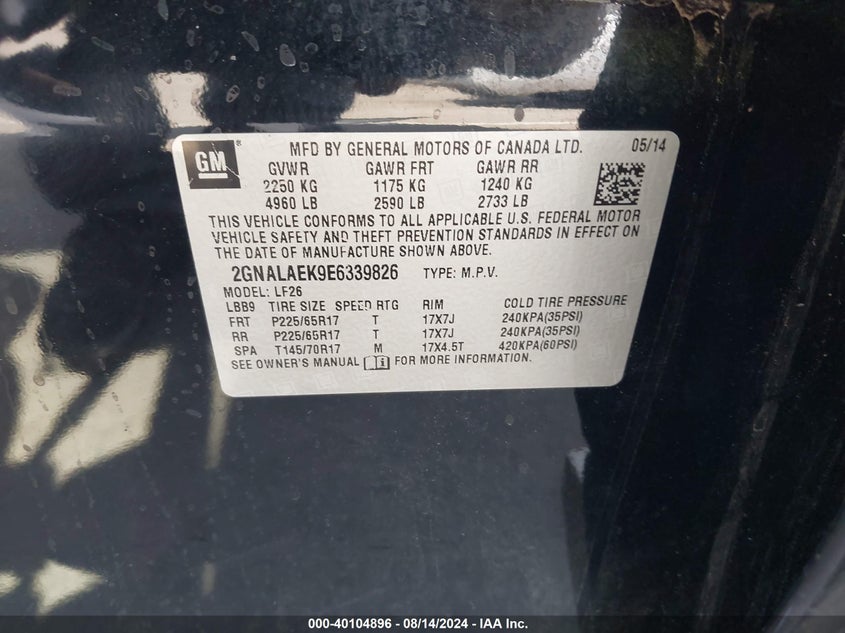 GM
MFD BY GENERAL MOTORS OF CANADA LTD. 05/14
GVWR GAWR FRT GAWR RR
2250 KG 1175 KG 1240 KG
4960 LB 2590 LB 2733 LB
THIS VEHICLE CONFORMS TO ALL APPLICABLE U.S. FEDERAL MOTOR
VEHICLE SAFETY AND THEFT PREVENTION STANDARDS IN EFFECT ON
THE DATE OF MANUFACTURE SHOWN ABOVE.
2GNALAEK9E6339826 TYPE: M.P.V.
MODEL: LF26
LBB9 TIRE SIZE SPEED RTG RIM COLD TIRE PRESSURE
FRT P225/65R17 T 17X7J 240KPA(35PSI)
RR P225/65R17 T 17X7J 240KPA(35PSI)
SPA T145/70R17 M 17X4.5T 420KPA(60PSI)
SEE OWNER'S MANUAL FOR MORE INFORMATION.
000-40104896 - 08/14/2024 - IAA Inc.